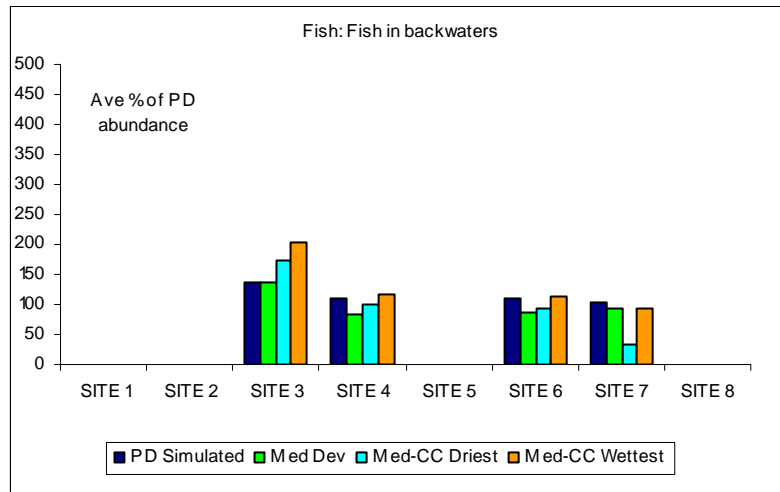 Fish: Fish in backwaters
500
450
400
350
300
250
200
150
100
50
0
Ave % of PD
abundance
SITE 1 SITE 2 SITE 3 SITE 4 SITE 5 SITE 6 SITE 7 SITE 8
PD Simulated Med Dev Med-CC Driest Med-CC Wettest